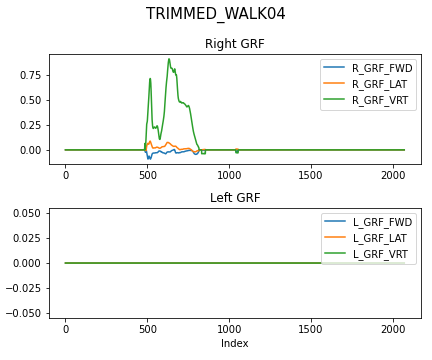 TRIMMED_WALK04
Right GRF
R_GRF_FWD
R_GRF_LAT
R_GRF_VRT
0.75
0.50
0.25
0.00
0 500 1000 1500 2000
Left GRF
L_GRF_FWD
L_GRF_LAT
L_GRF_VRT
0.050
0.025
0.000
−0.025
−0.050
0 500 1000 1500 2000
Index